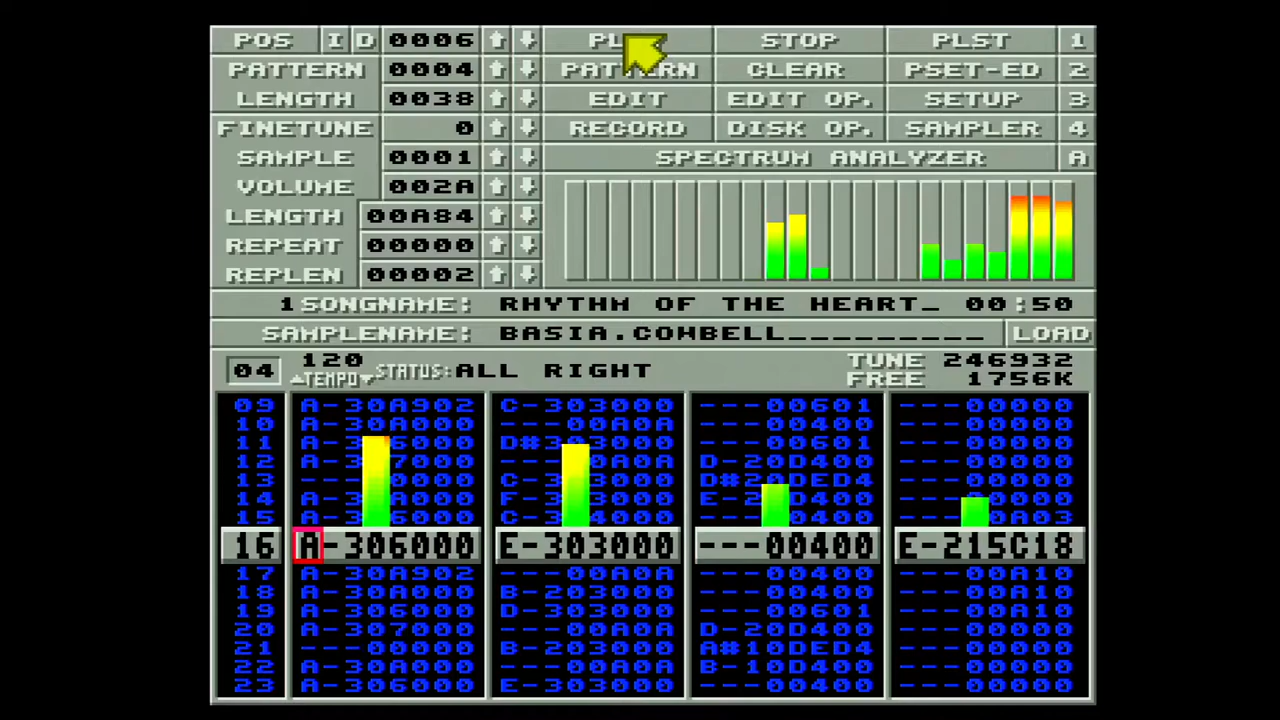 POS I D 0006 STOP PLST 1
PATTERN 0004 CLEAR PSET-ED 2
LENGTH 0038 EDIT EDIT OP. SETUP 3
FINETUNE 0 RECORD DISK OP. SAMPLER 4
SAMPLE 0001 SPECTRUM ANALYZER A
VOLUME 002A
LENGTH 00A84
REPEAT 00000
REPLEN 00002
1 SONGNAME: RHYTHM OF THE HEART_ 00:50
SAMPLENAME: BASIA.COWBELL_________ LOAD
04 120 TEMPO STATUS: ALL RIGHT TUNE 246932
FREE 1756K
09 A-30A902 C-303000 ---00601 ---00000
10 A-30A000 ---00A0A ---00400 ---00000
11 ---00601 ---00000
12 ---00A0A D-20D400 ---00000
13 ---00000
14 ---00000
15 ---00400
16 A-306000 E-303000 ---00400 E-215C18
17 A-30A902 ---00A0A ---00400 ---00A10
18 A-30A000 B-203000 ---00400 ---00A10
19 A-306000 D-303000 ---00601 ---00A10
20 A-307000 ---00A0A D-20D400 ---00000
21 ---00000 B-203000 A#10DED4 ---00000
22 A-30A000 ---00A0A B-10D400 ---00000
23 A-306000 E-303000 ---00400 ---00000